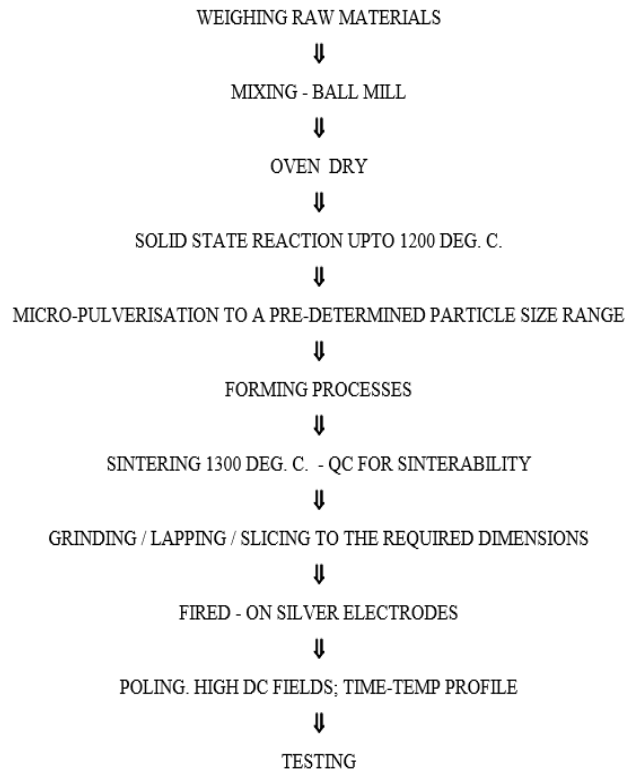 WEIGHING RAW MATERIALS
⇓
MIXING - BALL MILL
⇓
OVEN DRY
⇓
SOLID STATE REACTION UPTO 1200 DEG. C.
⇓
MICRO-PULVERISATION TO A PRE-DETERMINED PARTICLE SIZE RANGE
⇓
FORMING PROCESSES
⇓
SINTERING 1300 DEG. C. - QC FOR SINTERABILITY
⇓
GRINDING / LAPPING / SLICING TO THE REQUIRED DIMENSIONS
⇓
FIRED - ON SILVER ELECTRODES
⇓
POLING. HIGH DC FIELDS; TIME-TEMP PROFILE
⇓
TESTING